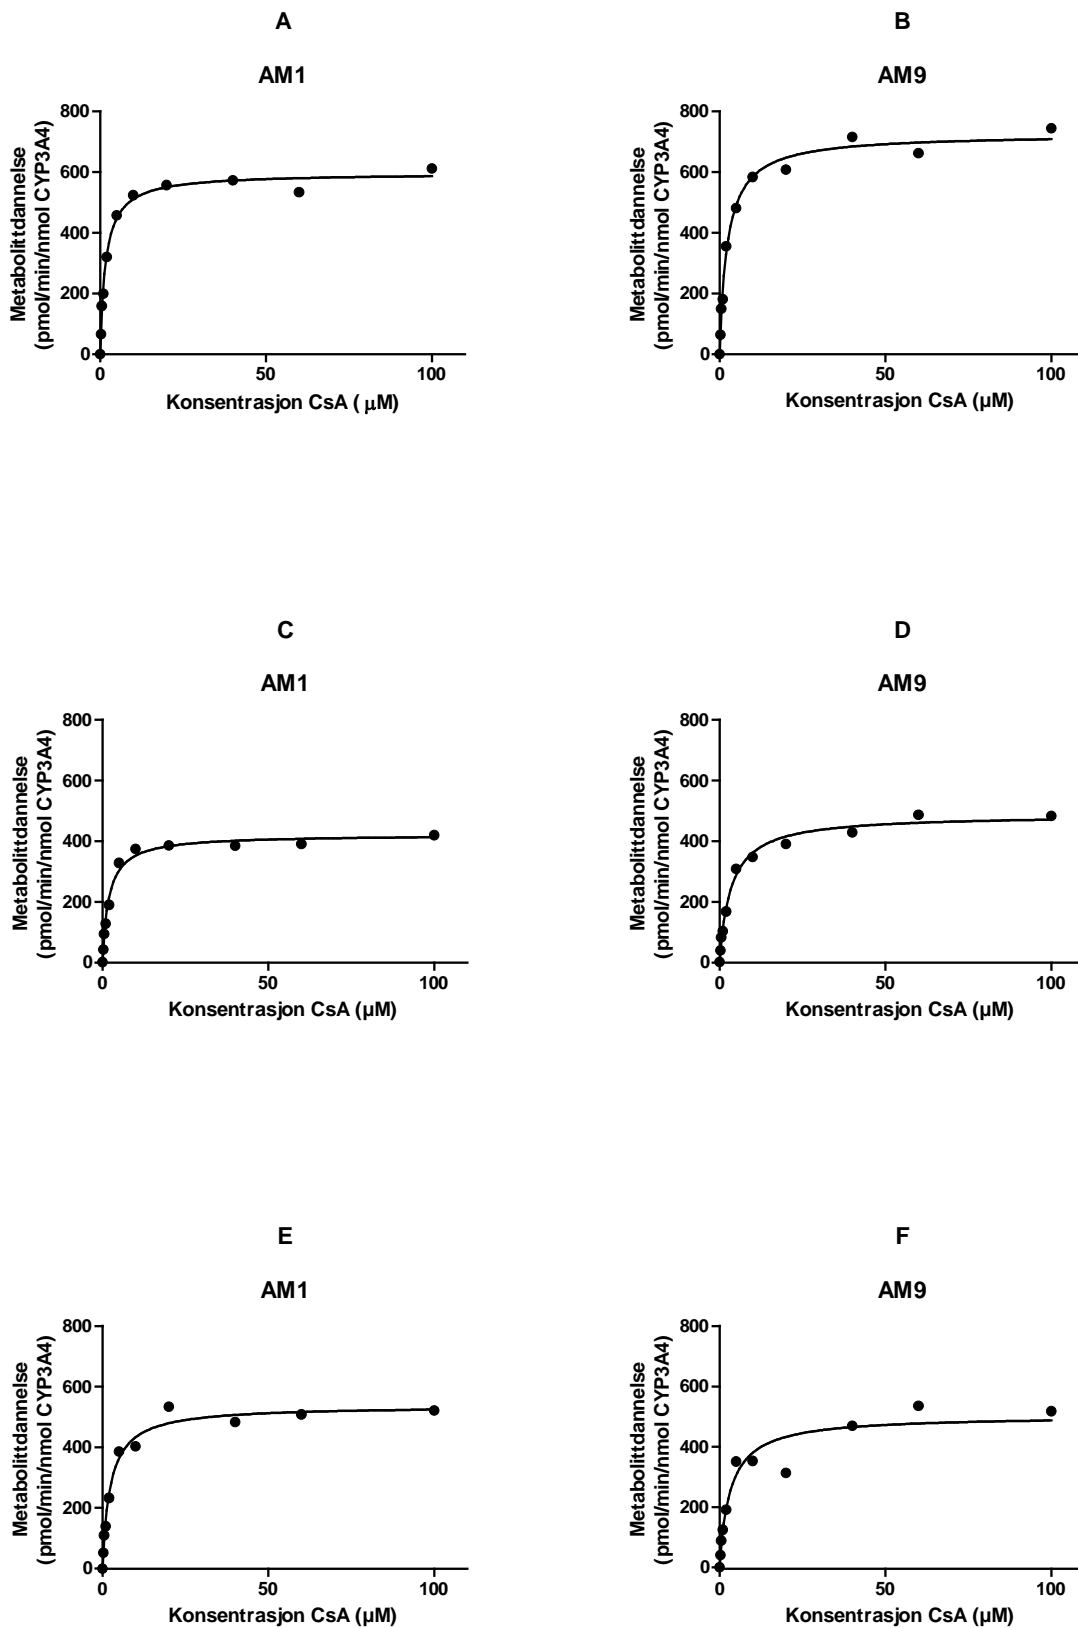 A
AM1
Metabolittdannelse
(pmol/min/nmol CYP3A4)
800
600
400
200
0
0 50 100
Konsentrasjon CsA ( μM)
B
AM9
Metabolittdannelse
(pmol/min/nmol CYP3A4)
800
600
400
200
0
0 50 100
Konsentrasjon CsA (µM)
C
AM1
Metabolittdannelse
(pmol/min/nmol CYP3A4)
800
600
400
200
0
0 50 100
Konsentrasjon CsA (µM)
D
AM9
Metabolittdannelse
(pmol/min/nmol CYP3A4)
800
600
400
200
0
0 50 100
Konsentrasjon CsA (µM)
E
AM1
Metabolittdannelse
(pmol/min/nmol CYP3A4)
800
600
400
200
0
0 50 100
Konsentrasjon CsA (µM)
F
AM9
Metabolittdannelse
(pmol/min/nmol CYP3A4)
800
600
400
200
0
0 50 100
Konsentrasjon CsA (µM)